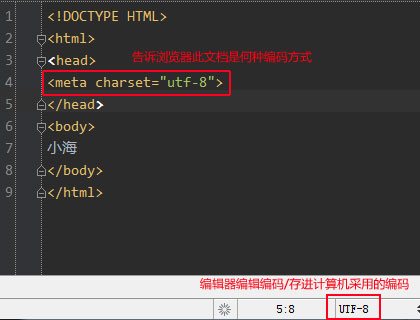 1 <!DOCTYPE HTML>
2 <html>
3 <head> 告诉浏览器此文档是何种编码方式
4 <meta charset="utf-8">
5 </head>
6 <body>
7 小海
8 </body>
9 </html>
编辑器编辑编码/存进计算机采用的编码
5:8 UTF-8